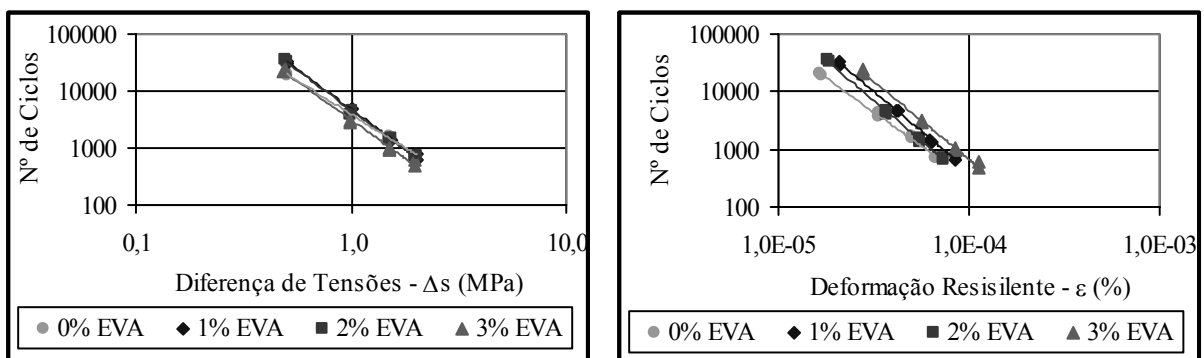 100000
10000
1000
100
Nº de Ciclos
0,1 1,0 10,0
Diferença de Tensões - Δs (MPa)
0% EVA 1% EVA 2% EVA 3% EVA
100000
10000
1000
100
Nº de Ciclos
1,0E-05 1,0E-04 1,0E-03
Deformação Resisilente - ε (%)
0% EVA 1% EVA 2% EVA 3% EVA